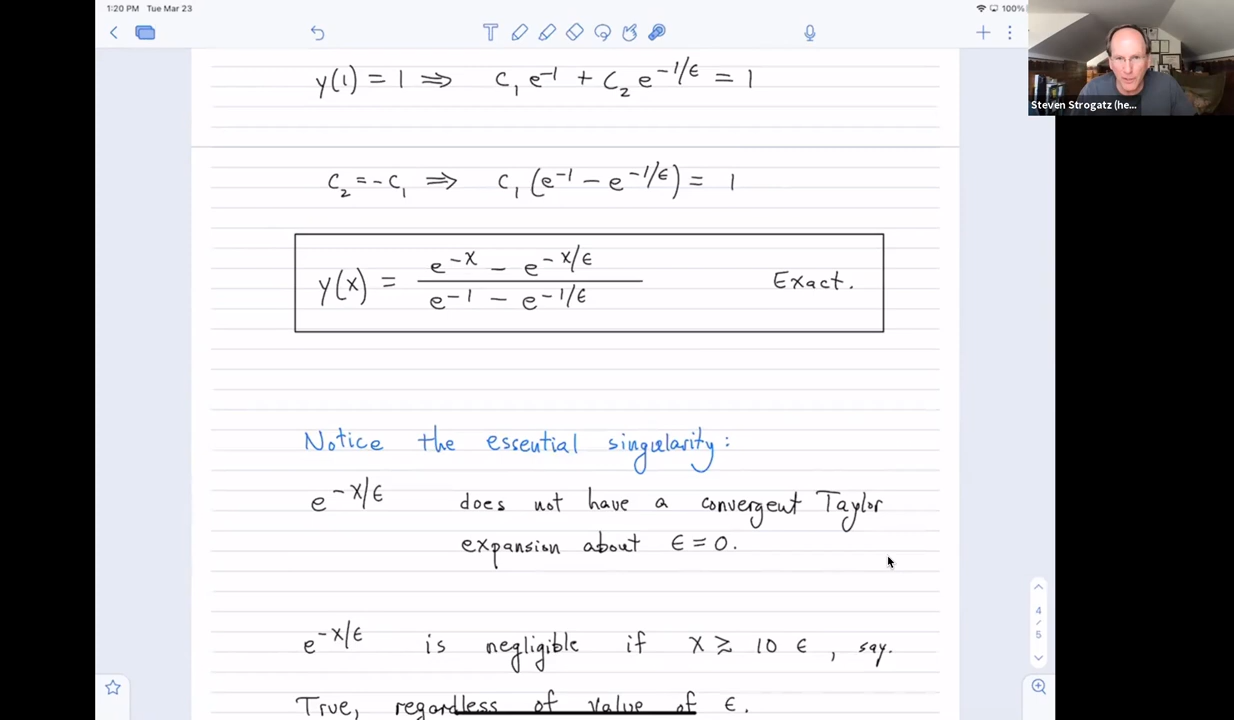 1:20 PM Tue Mar 23
100%
y(1) = 1 ⇒ C₁ e⁻¹ + C₂ e^(-1/ϵ) = 1
C₂ = -C₁ ⇒ C₁ (e⁻¹ - e^(-1/ϵ)) = 1
y(x) = (e^(-x) - e^(-x/ϵ)) / (e^(-1) - e^(-1/ϵ)) Exact.
Notice the essential singularity:
e^(-x/ϵ) does not have a convergent Taylor
expansion about ϵ = 0.
e^(-x/ϵ) is negligible if x ≳ 10 ϵ, say.
True, regardless of value of ϵ.
Steven Strogatz (he...
4
/
5